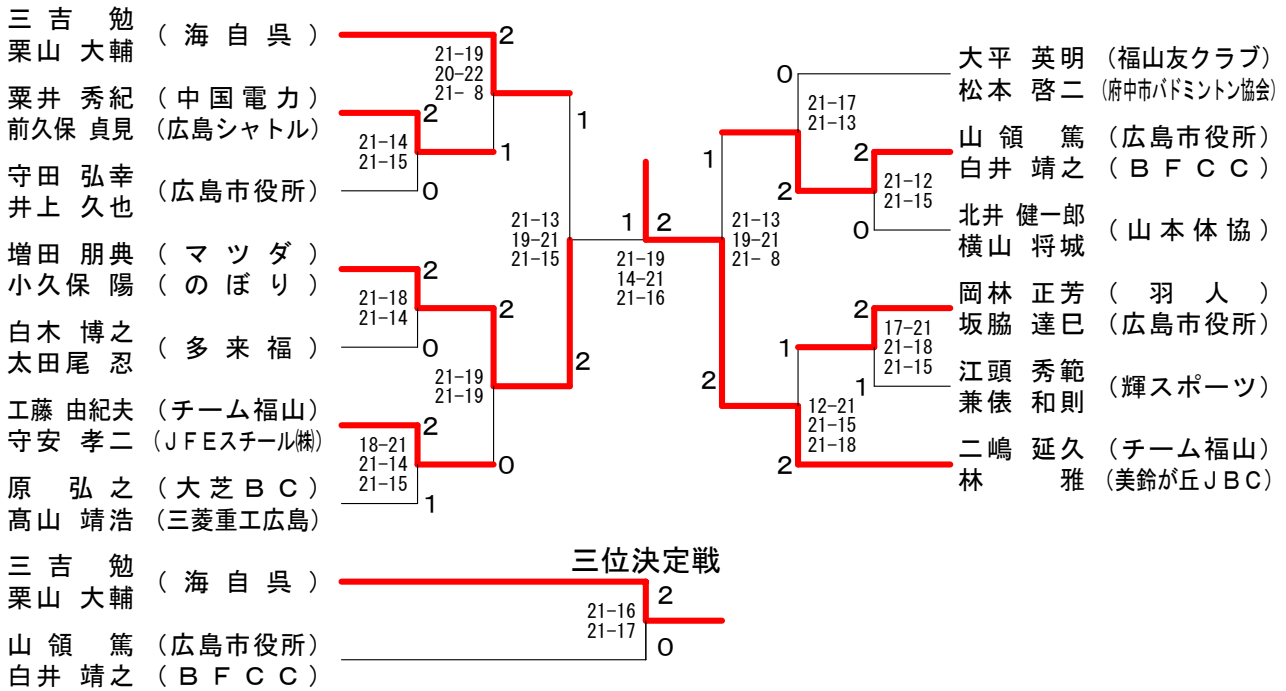 三吉 勉
栗山 大輔
(海自呉)
2
21-19
20-22
21- 8
粟井 秀紀 (中国電力)
前久保 貞見 (広島シャトル)
2
21-14
21-15
1
守田 弘幸
井上 久也
(広島市役所)
0
1
21-13
19-21
21-15
増田 朋典 (マツダ)
小久保 陽 (のぼり)
2
21-18
21-14
2
白木 博之
太田尾 忍
(多来福)
0
21-19
21-19
2
工藤 由紀夫 (チーム福山)
守安 孝二 (JFEスチール㈱)
2
18-21
21-14
21-15
0
原 弘之 (大芝BC)
髙山 靖浩 (三菱重工広島)
1
1 2
21-19
14-21
21-16
大平 英明 (福山友クラブ)
松本 啓二 (府中市バドミントン協会)
0
21-17
21-13
山領 篤 (広島市役所)
白井 靖之 (BFCC)
2
21-12
21-15
1
2
北井 健一郎
横山 将城
(山本体協)
0
21-13
19-21
21- 8
岡林 正芳 (羽人)
坂脇 達巳 (広島市役所)
2
17-21
21-18
21-15
1
江頭 秀範
兼俵 和則
(輝スポーツ)
1
2
12-21
21-15
21-18
二嶋 延久 (チーム福山)
林 雅 (美鈴が丘JBC)
2
三位決定戦
三吉 勉
栗山 大輔
(海自呉)
2
21-16
21-17
山領 篤 (広島市役所)
白井 靖之 (BFCC)
0